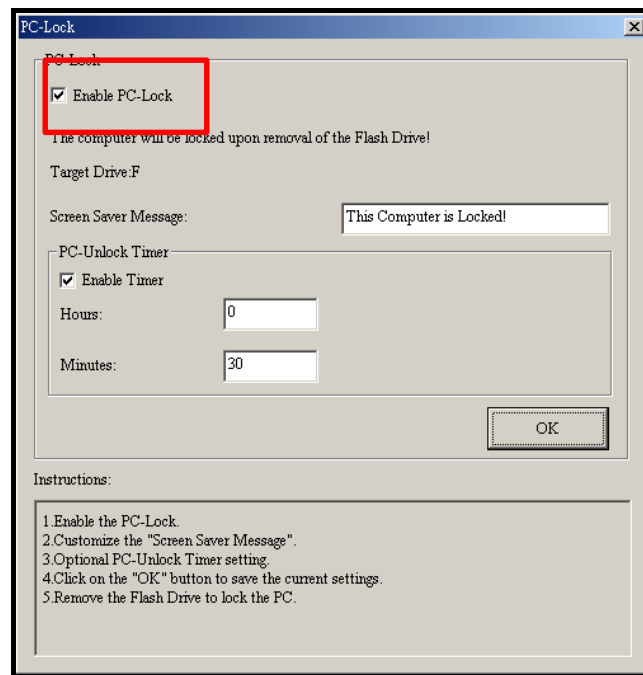 PC-Lock
PC-Lock
Enable PC-Lock
The computer will be locked upon removal of the Flash Drive!
Target Drive:F
Screen Saver Message:
This Computer is Locked!
PC-Unlock Timer
Enable Timer
Hours:
0
Minutes:
30
OK
Instructions:
1.Enable the PC-Lock.
2.Customize the "Screen Saver Message".
3.Optional PC-Unlock Timer setting.
4.Click on the "OK" button to save the current settings.
5.Remove the Flash Drive to lock the PC.